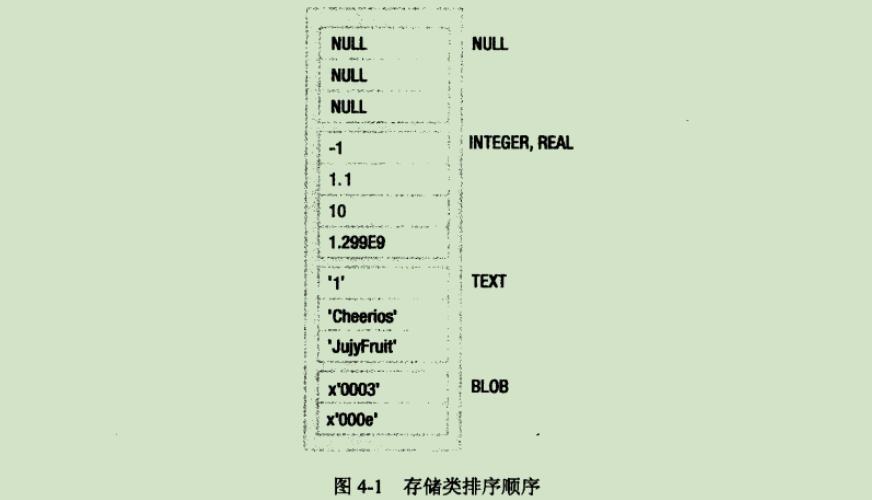 NULL NULL
NULL
NULL
-1 INTEGER, REAL
1.1
10
1.299E9
'1' TEXT
'Cheerios'
'JujyFruit'
x'0003' BLOB
x'000e'
图 4-1 存储类排序顺序